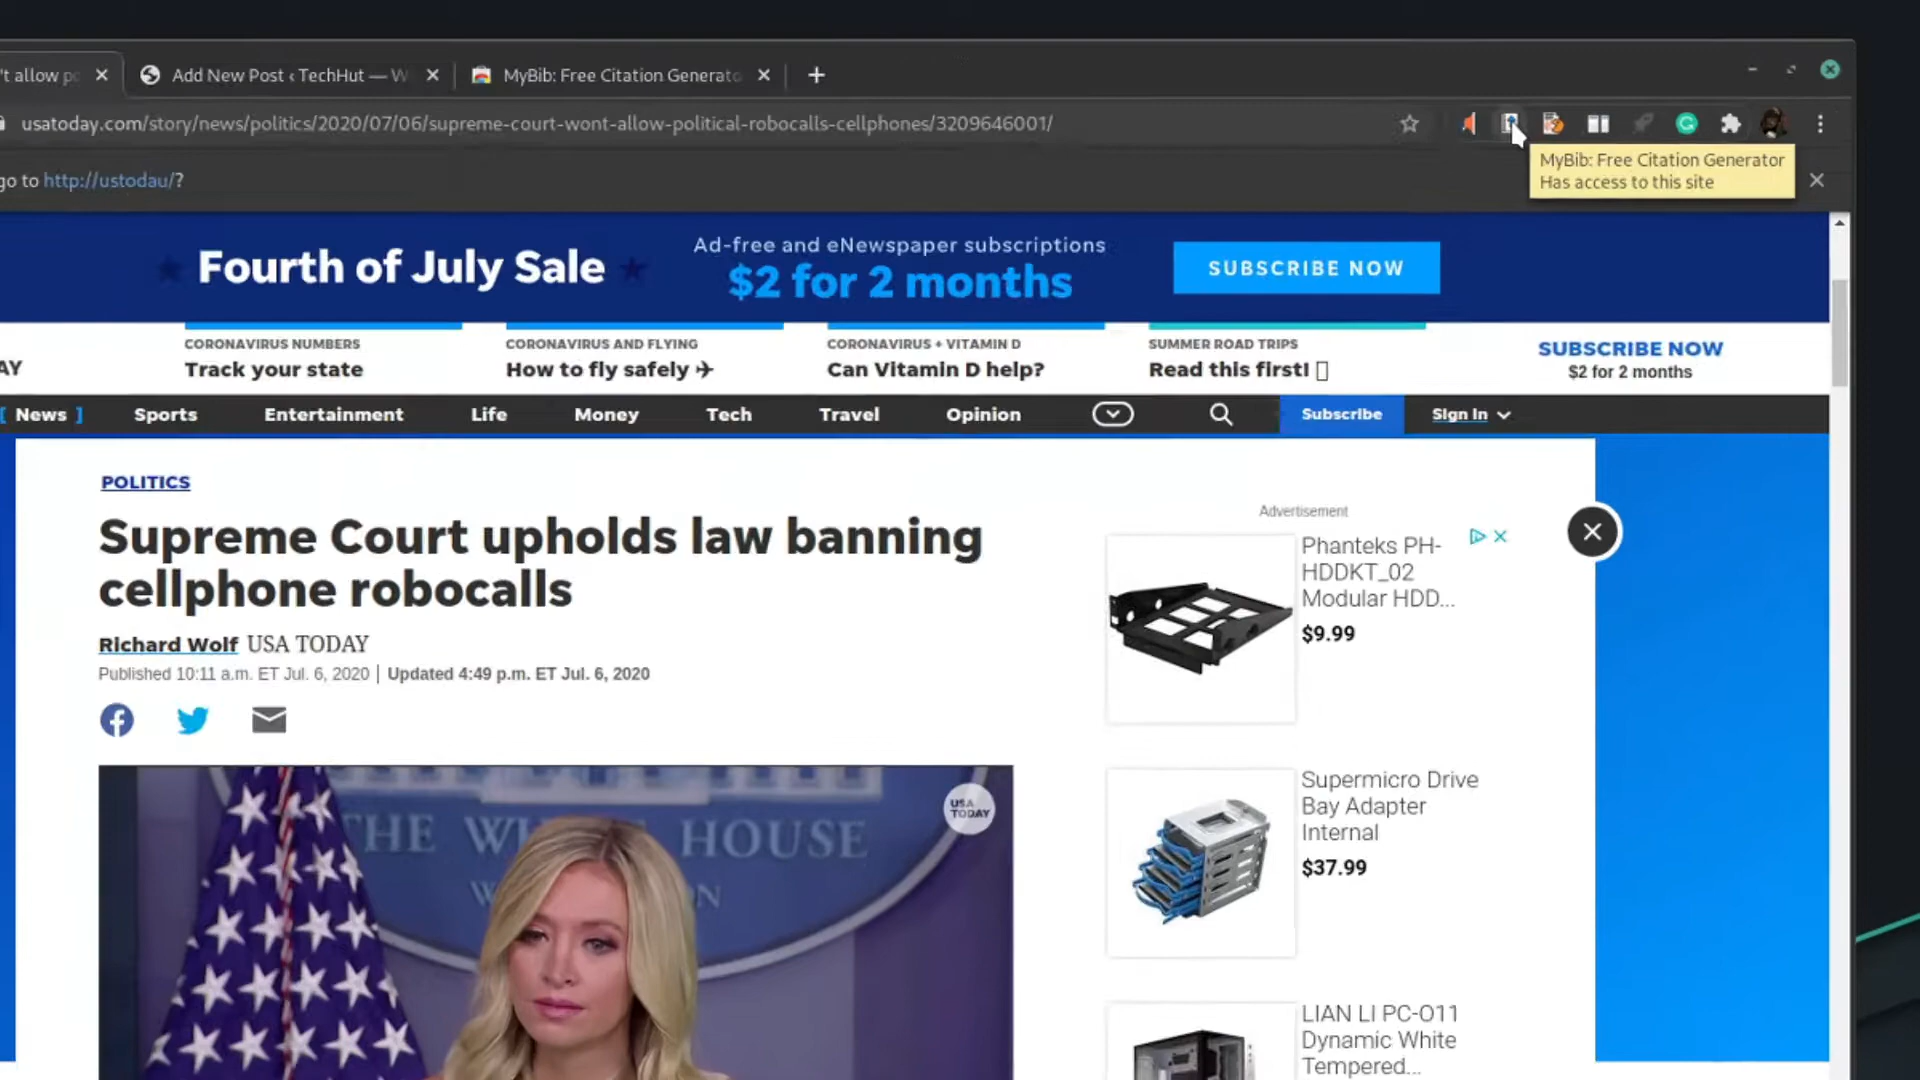 't allow po
Add New Post ‹ TechHut — W
MyBib: Free Citation Generato
usatoday.com/story/news/politics/2020/07/06/supreme-court-wont-allow-political-robocalls-cellphones/3209646001/
MyBib: Free Citation Generator
Has access to this site
go to http://ustodau/?
Fourth of July Sale
Ad-free and eNewspaper subscriptions
$2 for 2 months
SUBSCRIBE NOW
AY
CORONAVIRUS NUMBERS
Track your state
CORONAVIRUS AND FLYING
How to fly safely ✈
CORONAVIRUS + VITAMIN D
Can Vitamin D help?
SUMMER ROAD TRIPS
Read this first!
SUBSCRIBE NOW
$2 for 2 months
[ News ] Sports Entertainment Life Money Tech Travel Opinion Subscribe Sign In
POLITICS
Supreme Court upholds law banning
cellphone robocalls
Richard Wolf USA TODAY
Published 10:11 a.m. ET Jul. 6, 2020 | Updated 4:49 p.m. ET Jul. 6, 2020
USA
TODAY
THE WHITE HOUSE
Advertisement
Phanteks PH-
HDDKT_02
Modular HDD...
$9.99
Supermicro Drive
Bay Adapter
Internal
$37.99
LIAN LI PC-O11
Dynamic White
Tempered...